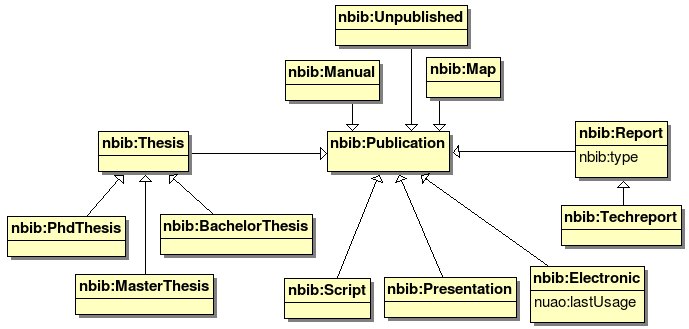 nbib:Unpublished
nbib:Manual
nbib:Map
nbib:Thesis
nbib:Publication
nbib:Report
nbib:type
nbib:PhdThesis
nbib:BachelorThesis
nbib:Techreport
nbib:MasterThesis
nbib:Script
nbib:Presentation
nbib:Electronic
nuao:lastUsage